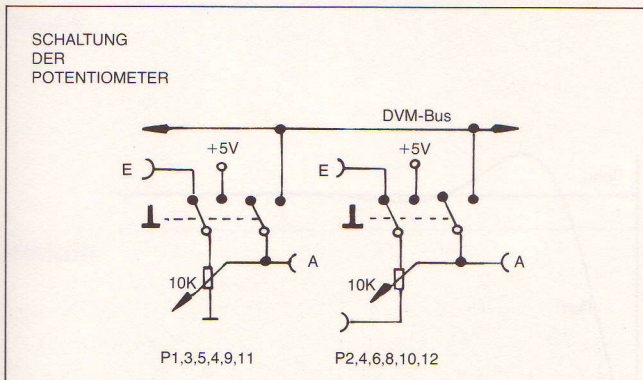 SCHALTUNG
DER
POTENTIOMETER
DVM-Bus
+5V
+5V
E
E
A
A
10K
10K
P1,3,5,4,9,11
P2,4,6,8,10,12